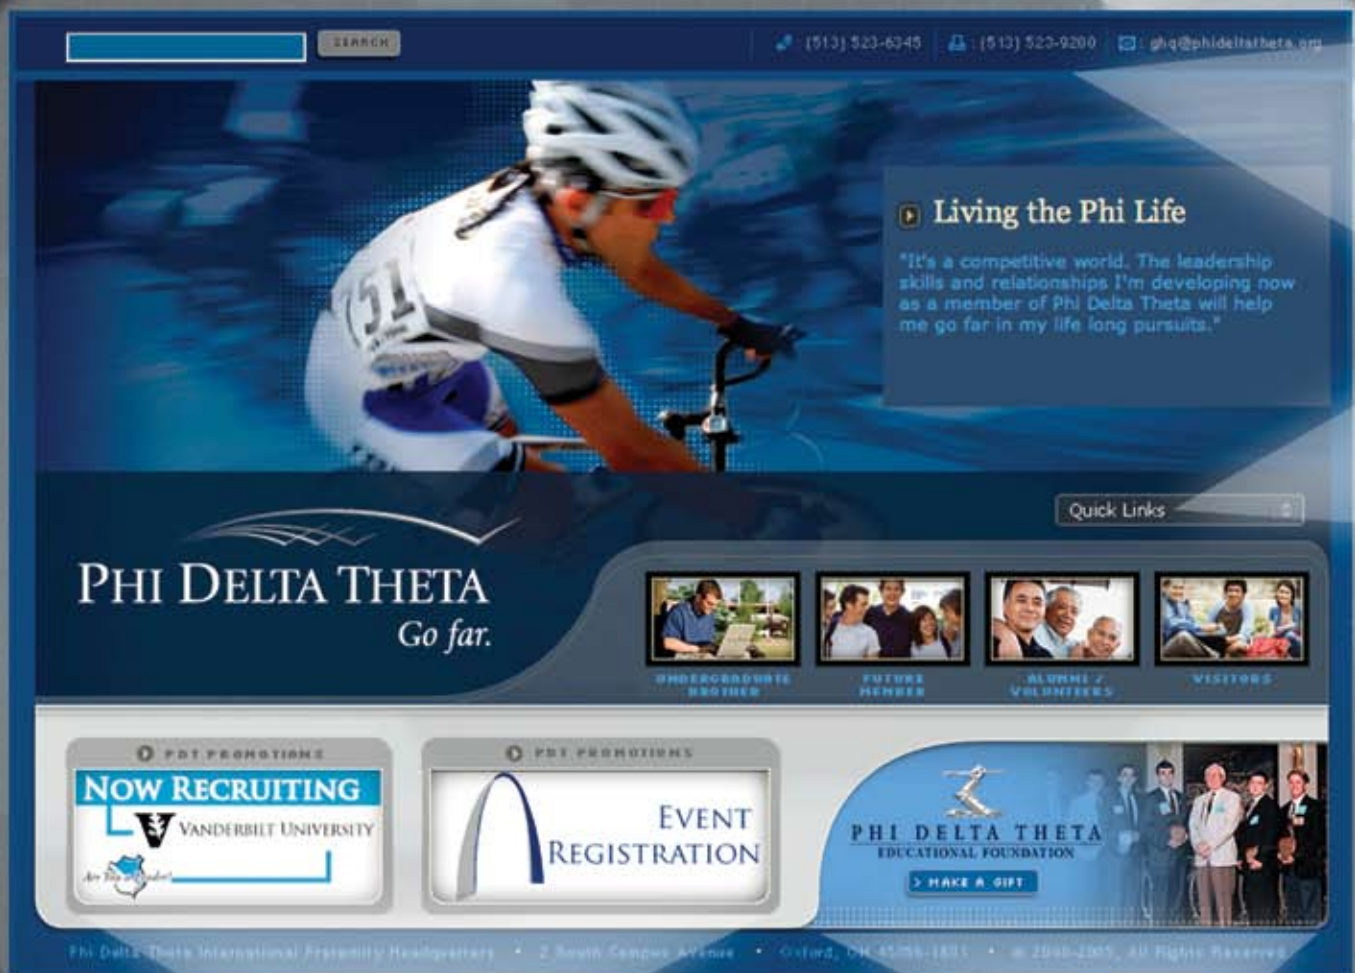 SEARCH
(513) 523-6345
: (513) 523-9200
: ghq@phideltatheta.org
Living the Phi Life
"It's a competitive world. The leadership
skills and relationships I'm developing now
as a member of Phi Delta Theta will help
me go far in my life long pursuits."
751
Quick Links
PHI DELTA THETA
Go far.
UNDERGRADUATE
BROTHER
FUTURE
MEMBER
ALUMNI /
VOLUNTEERS
VISITORS
PDT PROMOTIONS
NOW RECRUITING
V VANDERBILT UNIVERSITY
Are You a Leader?
PDT PROMOTIONS
EVENT
REGISTRATION
PHI DELTA THETA
EDUCATIONAL FOUNDATION
> MAKE A GIFT
Phi Delta Theta International Fraternity Headquarters • 2 South Campus Avenue • Oxford, OH • All Rights Reserved